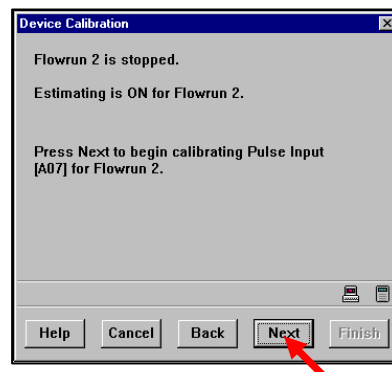 Device Calibration
Flowrun 2 is stopped.
Estimating is ON for Flowrun 2.
Press Next to begin calibrating Pulse Input
[A07] for Flowrun 2.
Help Cancel Back Next Finish